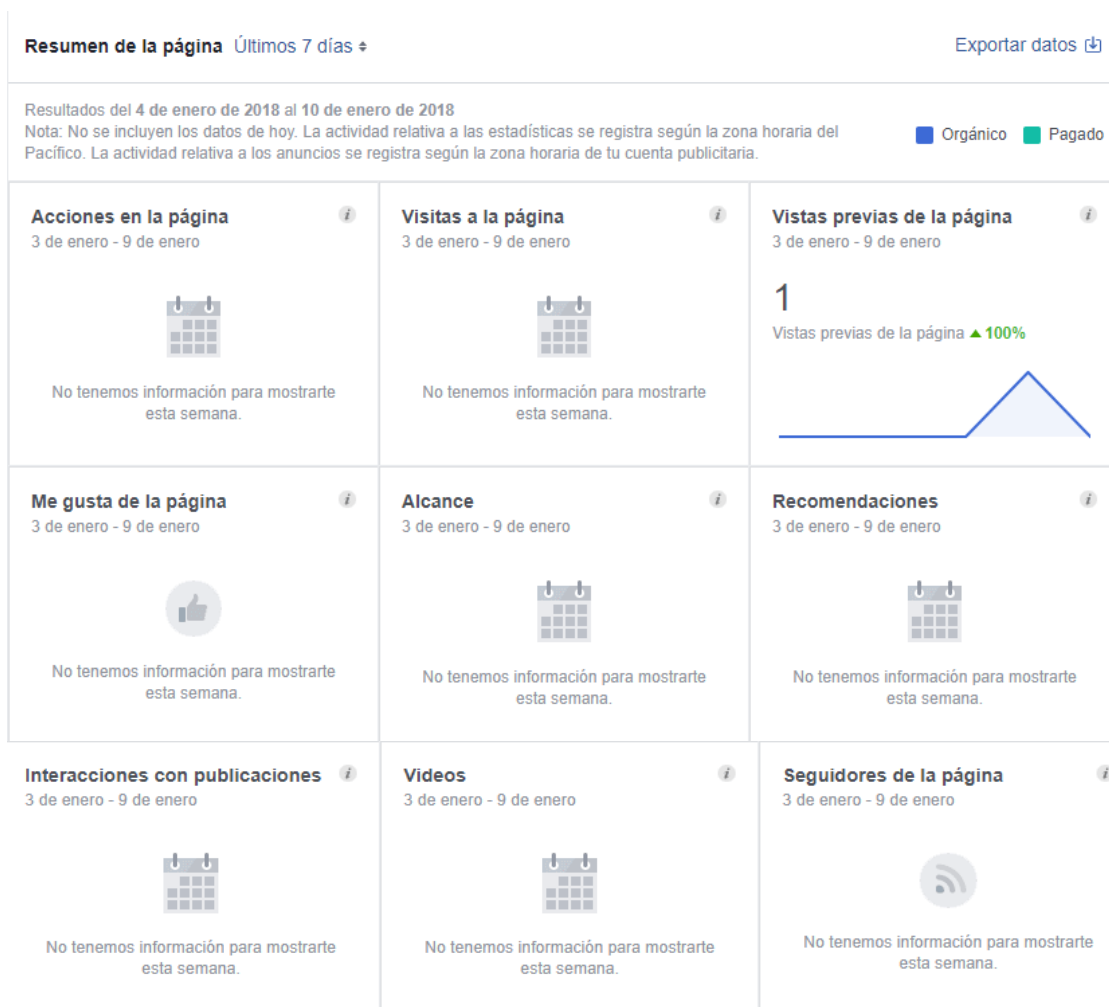 Resumen de la página Últimos 7 días
Exportar datos
Resultados del 4 de enero de 2018 al 10 de enero de 2018
Nota: No se incluyen los datos de hoy. La actividad relativa a las estadísticas se registra según la zona horaria del
Pacífico. La actividad relativa a los anuncios se registra según la zona horaria de tu cuenta publicitaria.
Orgánico Pagado
Acciones en la página
3 de enero - 9 de enero
No tenemos información para mostrarte
esta semana.
Visitas a la página
3 de enero - 9 de enero
No tenemos información para mostrarte
esta semana.
Vistas previas de la página
3 de enero - 9 de enero
1
Vistas previas de la página ▲ 100%
Me gusta de la página
3 de enero - 9 de enero
No tenemos información para mostrarte
esta semana.
Alcance
3 de enero - 9 de enero
No tenemos información para mostrarte
esta semana.
Recomendaciones
3 de enero - 9 de enero
No tenemos información para mostrarte
esta semana.
Interacciones con publicaciones
3 de enero - 9 de enero
No tenemos información para mostrarte
esta semana.
Videos
3 de enero - 9 de enero
No tenemos información para mostrarte
esta semana.
Seguidores de la página
3 de enero - 9 de enero
No tenemos información para mostrarte
esta semana.